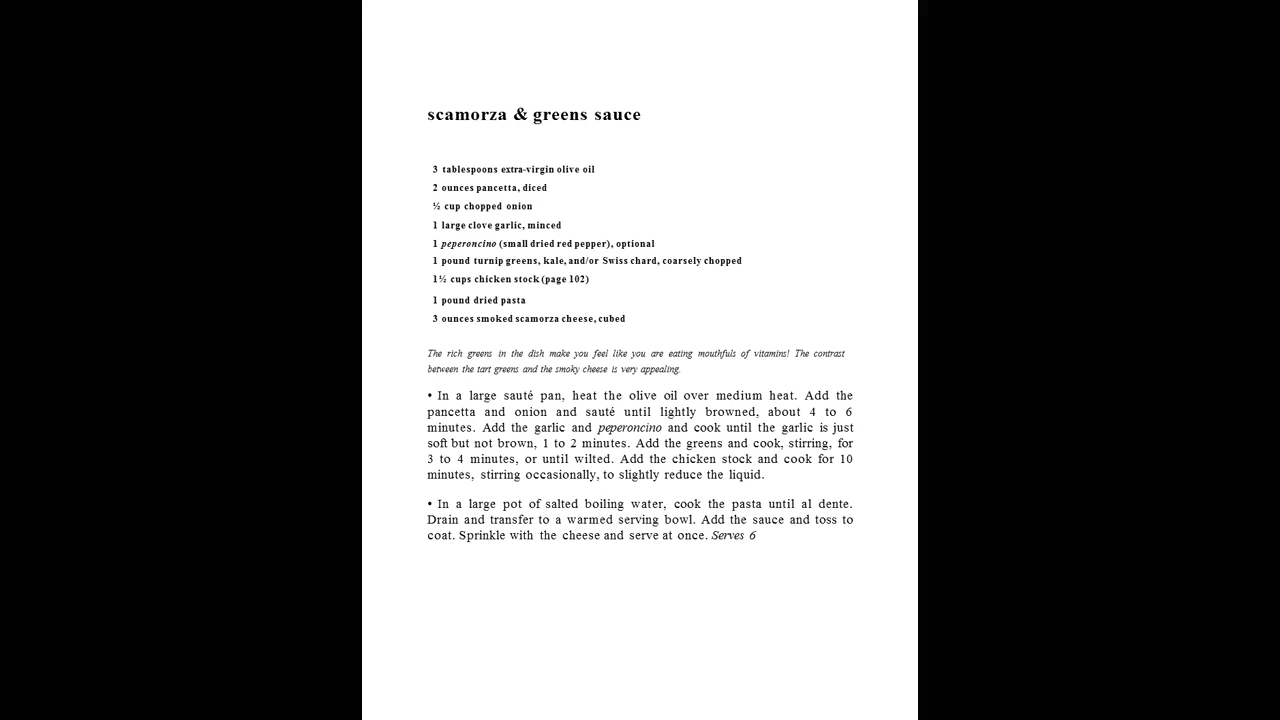 scamorza & greens sauce
3 tablespoons extra-virgin olive oil
2 ounces pancetta, diced
½ cup chopped onion
1 large clove garlic, minced
1 peperoncino (small dried red pepper), optional
1 pound turnip greens, kale, and/or Swiss chard, coarsely chopped
1½ cups chicken stock (page 102)
1 pound dried pasta
3 ounces smoked scamorza cheese, cubed
The rich greens in the dish make you feel like you are eating mouthfuls of vitamins! The contrast
between the tart greens and the smoky cheese is very appealing.
• In a large sauté pan, heat the olive oil over medium heat. Add the
pancetta and onion and sauté until lightly browned, about 4 to 6
minutes. Add the garlic and peperoncino and cook until the garlic is just
soft but not brown, 1 to 2 minutes. Add the greens and cook, stirring, for
3 to 4 minutes, or until wilted. Add the chicken stock and cook for 10
minutes, stirring occasionally, to slightly reduce the liquid.
• In a large pot of salted boiling water, cook the pasta until al dente.
Drain and transfer to a warmed serving bowl. Add the sauce and toss to
coat. Sprinkle with the cheese and serve at once. Serves 6